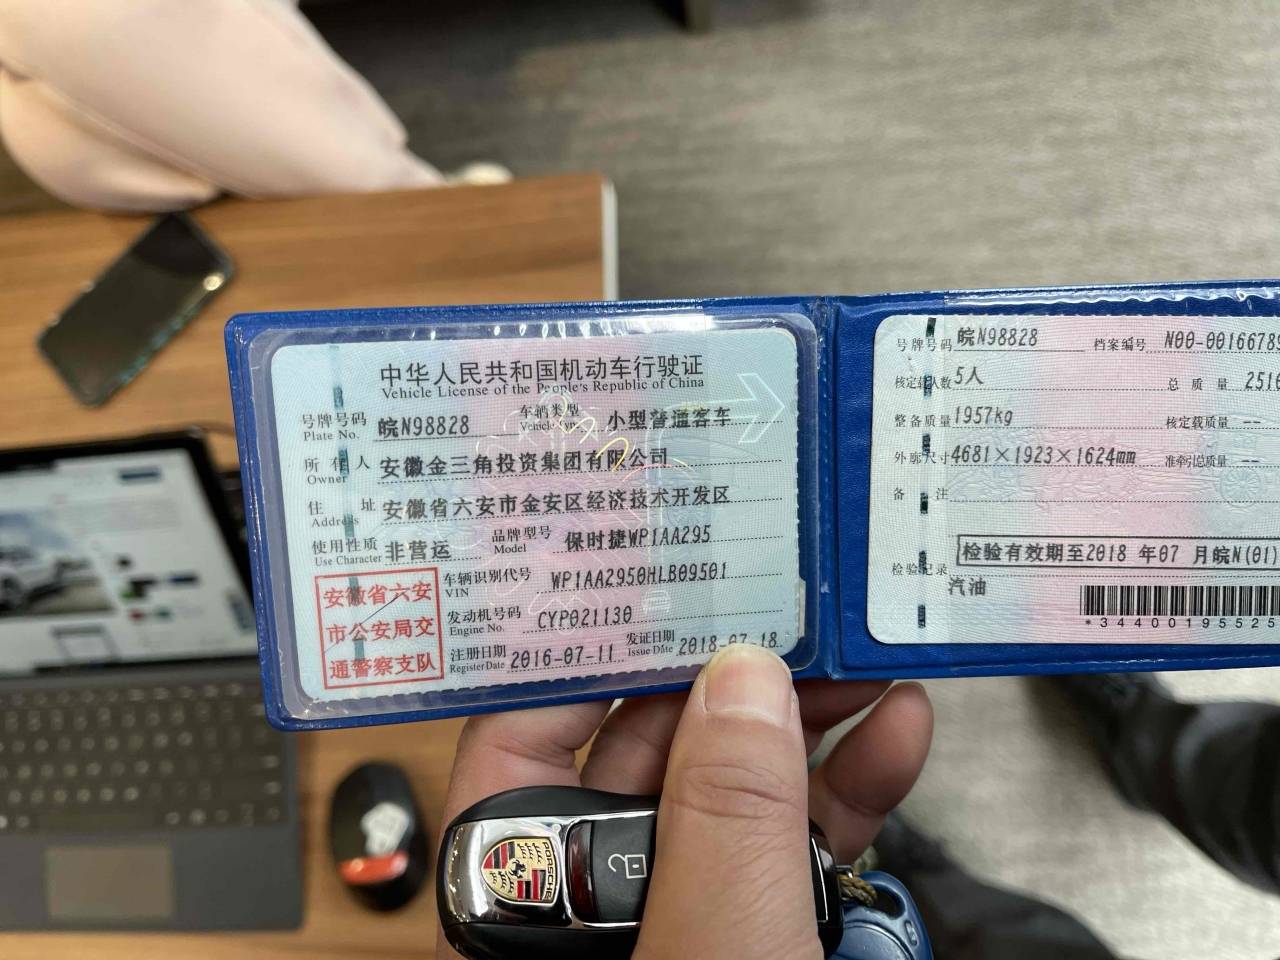 中华人民共和国机动车行驶证
Vehicle License of the People's Republic of China
号牌号码 皖N98828 车辆类型 小型普通客车
Plate No. Vehicle Type
所有人 安徽金三角投资集团有限公司
Owner
住址 安徽省六安市金安区经济技术开发区
Address
使用性质 非营运 品牌型号 保时捷WP1AA295
Use Character Model
安徽省六安
市公安局交
通警察支队
车辆识别代号 WP1AA2950HLB09501
VIN
发动机号码 CYP021130
Engine No.
注册日期 2016-07-11 发证日期 2018-07-18
Register Date Issue Date
号牌号码 皖N98828 档案编号 N00-00166789
核定载人数 5人 总质量 2516
整备质量 1957kg 核定载质量 --
外廓尺寸 4681×1923×1624mm 准牵引总质量 --
备注
检验有效期至2018 年07 月皖N(01)
检验记录
汽油
*34400195525
PORSCHE